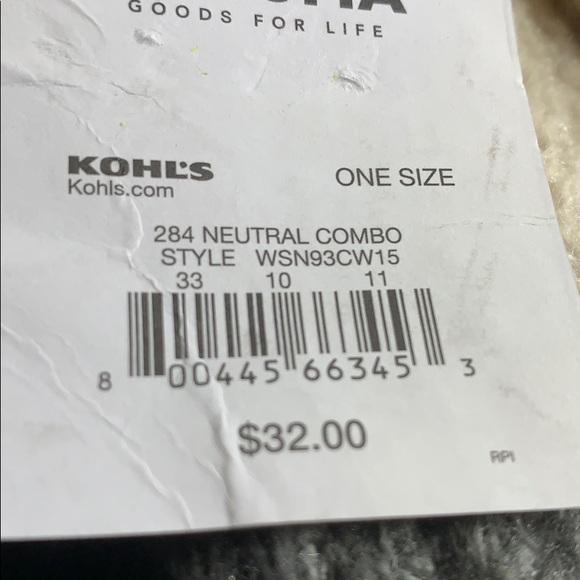 GOODS FOR LIFE
KOHL'S
Kohls.com
ONE SIZE
284 NEUTRAL COMBO
STYLE WSN93CW15
33 10 11
8 00445 66345 3
$32.00
RPI